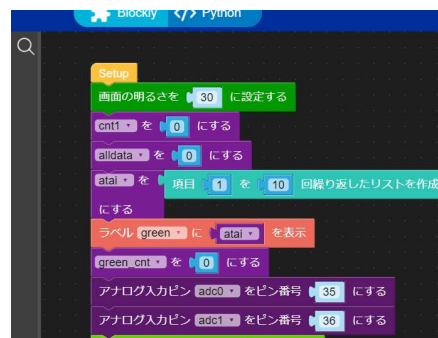 Blockly </> Python
Setup
画面の明るさを 30 に設定する
cnt1 を 0 にする
alldata を 0 にする
atai を 項目 1 を 10 回繰り返したリストを作成
にする
ラベル green に atai を表示
green_cnt を 0 にする
アナログ入力ピン adc0 をピン番号 35 にする
アナログ入力ピン adc1 をピン番号 36 にする